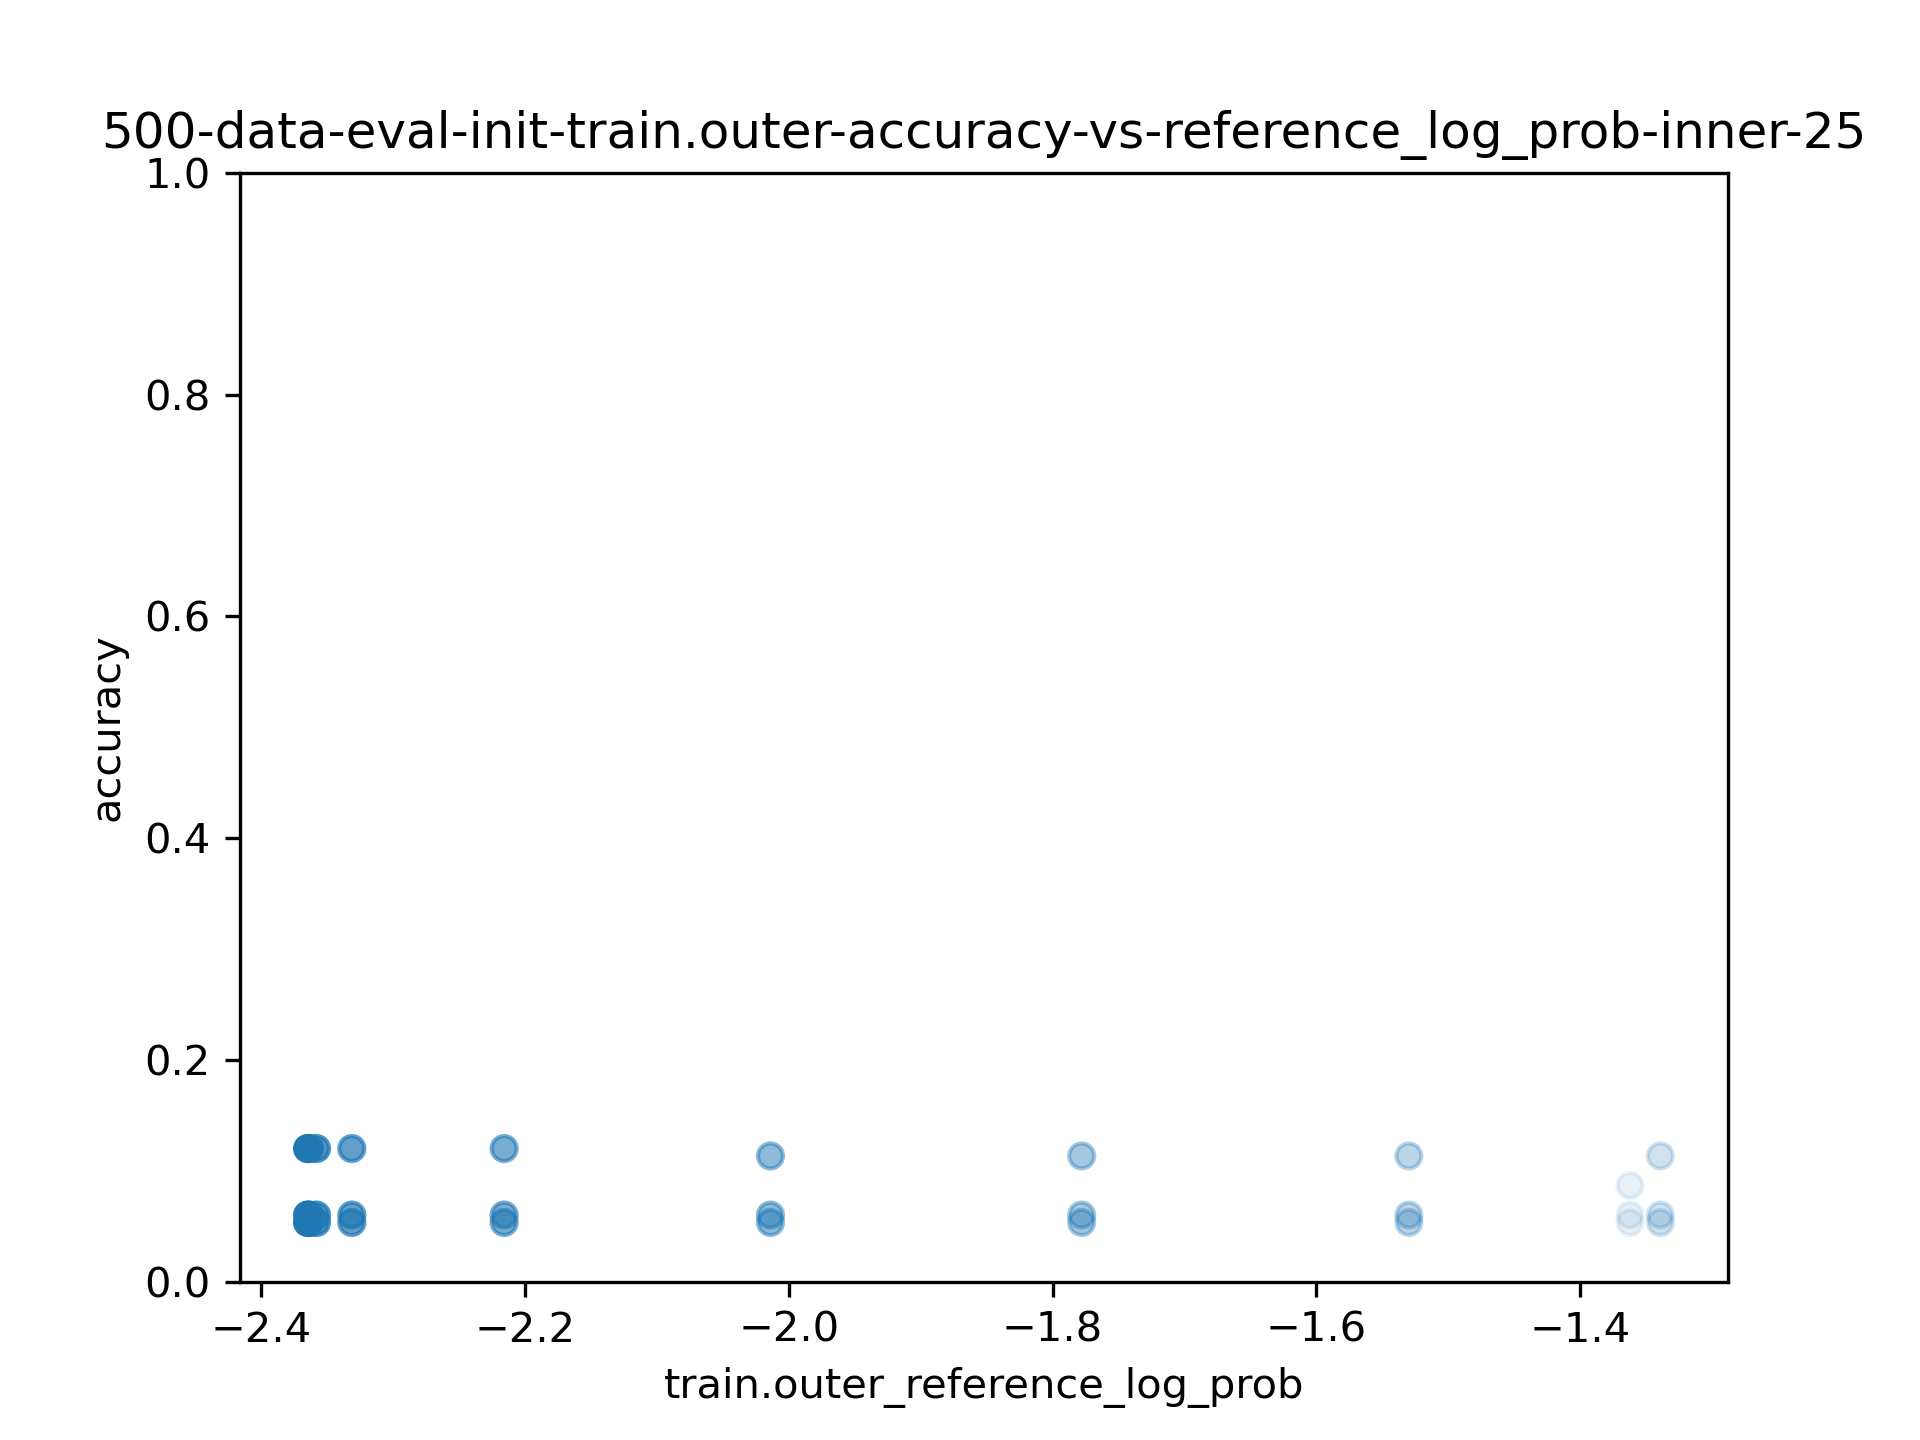 500-data-eval-init-train.outer-accuracy-vs-reference_log_prob-inner-25
1.0
0.8
0.6
0.4
0.2
0.0
accuracy
−2.4 −2.2 −2.0 −1.8 −1.6 −1.4
train.outer_reference_log_prob